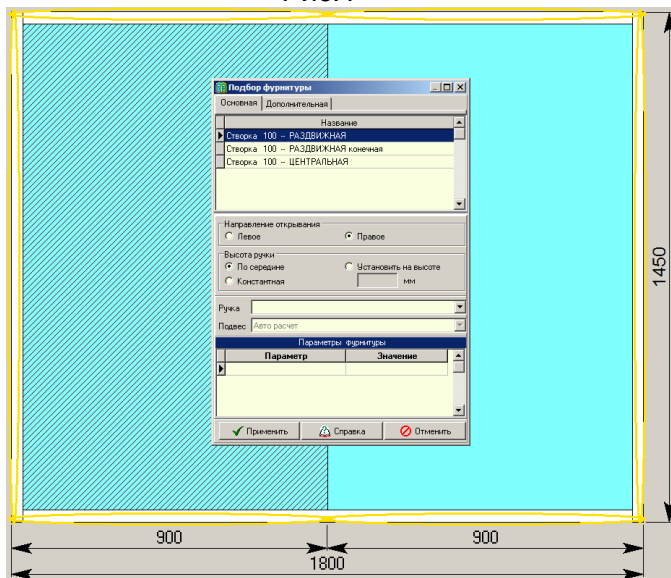 Подбор фурнитуры
Основная Дополнительная
Название
Створка 100 - РАЗДВИЖНАЯ
Створка 100 - РАЗДВИЖНАЯ конечная
Створка 100 - ЦЕНТРАЛЬНАЯ
Направление открывания
Левое Правое
Высота ручки
По середине Установить на высоте
Константная мм
Ручка
Подвес Авто расчет
Параметры фурнитуры
Параметр Значение
Применить Справка Отменить
1450
900 900
1800